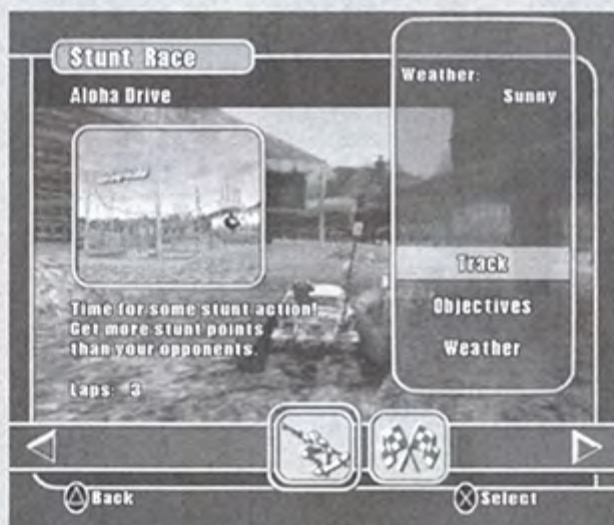 Stunt Race
Aloha Drive
Weather:
Sunny
Time for some stunt action!
Get more stunt points
than your opponents.
Laps: 3
Track
Objectives
Weather
Back
Select